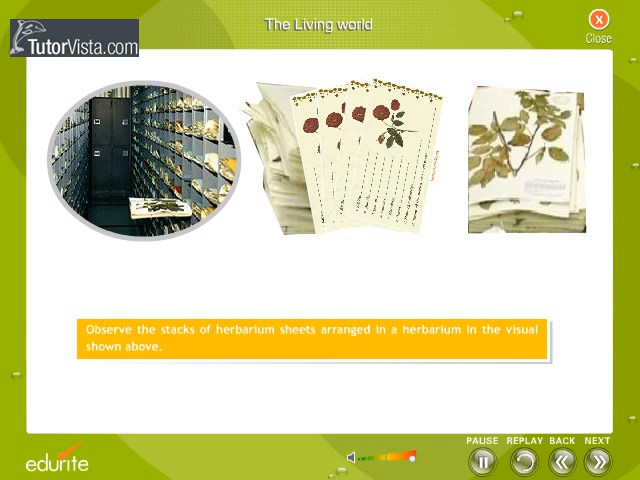 The Living world
TutorVista.com
Close
Observe the stacks of herbarium sheets arranged in a herbarium in the visual
shown above.
PAUSE REPLAY BACK NEXT
edurite